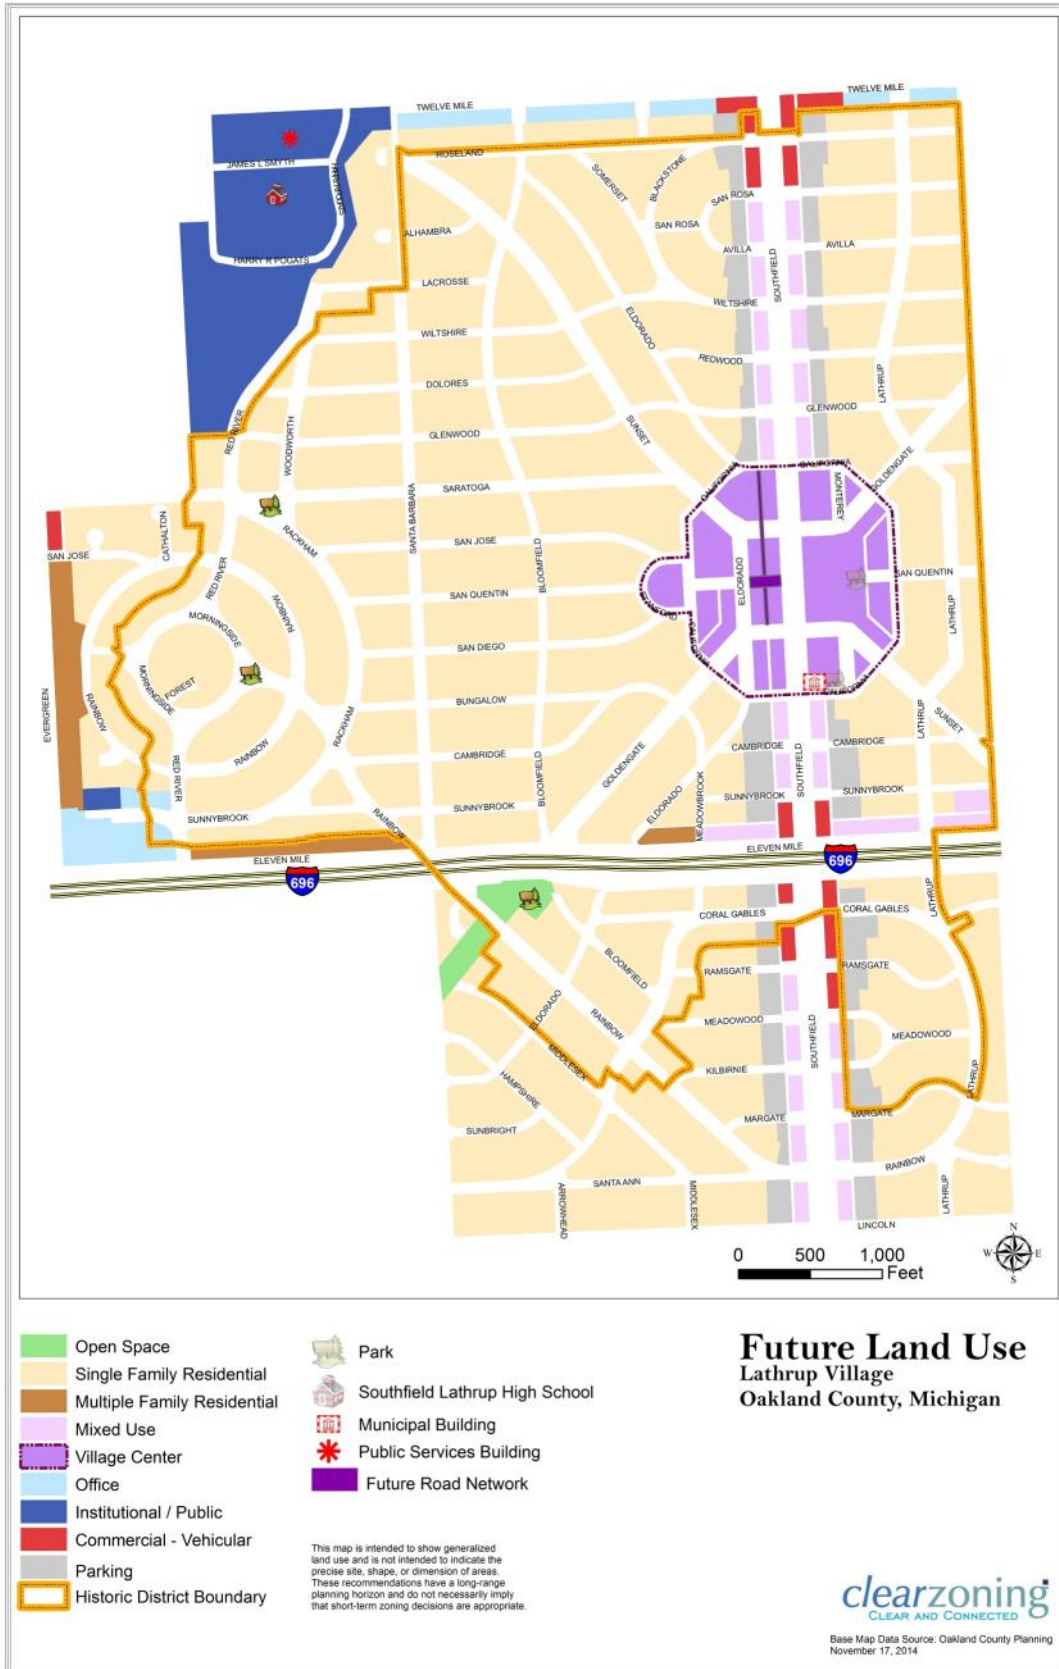 TWELVE MILE
TWELVE MILE
ROSELAND
JAMES L SMYTH
SOMERSET
BLACKSTONE
SAN ROSA
SAN ROSA
ALHAMBRA
AVILLA
AVILLA
HARRY R POGATS
SOUTHFIELD
LACROSSE
WILTSHIRE
WILTSHIRE
ELDORADO
REDWOOD
DOLORES
LATHRUP
RED RIVER
WOODWORTH
GLENWOOD
SUNSET
GLENWOOD
CALIFORNIA
CALIFORNIA
GOLDENGATE
MONTEREY
SARATOGA
SANTA BARBARA
CATHALTON
RACKHAM
SAN JOSE
SAN JOSE
BLOOMFIELD
RED RIVER
RAINBOW
SAN QUENTIN
ELDORADO
SAN QUENTIN
LATHRUP
STANFORD
MORNINGSIDE
SAN DIEGO
CALIFORNIA
MORNINGSIDE
FOREST
CALIFORNIA
EVERGREEN
RAINBOW
RACKHAM
BUNGALOW
SUNSET
LATHRUP
RED RIVER
RAINBOW
CAMBRIDGE
BLOOMFIELD
GOLDENGATE
CAMBRIDGE
SOUTHFIELD
CAMBRIDGE
SUNNYBROOK
RAINBOW
SUNNYBROOK
ELDORADO
MEADOWBROOK
SUNNYBROOK
SUNNYBROOK
ELEVEN MILE
ELEVEN MILE
696
696
LATHRUP
CORAL GABLES
CORAL GABLES
BLOOMFIELD
RAMSGATE
RAMSGATE
ELDORADO
RAINBOW
MEADOWOOD
SOUTHFIELD
MEADOWOOD
MIDDLESEX
HAMPSHIRE
KILBIRNIE
LATHRUP
SUNBRIGHT
MARGATE
MARGATE
RAINBOW
ARROWHEAD
SANTA ANN
MIDDLESEX
LATHRUP
LINCOLN
N
W E
S
0 500 1,000
Feet
Open Space
Single Family Residential
Multiple Family Residential
Mixed Use
Village Center
Office
Institutional / Public
Commercial - Vehicular
Parking
Historic District Boundary
Park
Southfield Lathrup High School
Municipal Building
Public Services Building
Future Road Network
This map is intended to show generalized
land use and is not intended to indicate the
precise site, shape, or dimension of areas.
These recommendations have a long-range
planning horizon and do not necessarily imply
that short-term zoning decisions are appropriate.
Future Land Use
Lathrup Village
Oakland County, Michigan
clearzoning
CLEAR AND CONNECTED
Base Map Data Source: Oakland County Planning
November 17, 2014